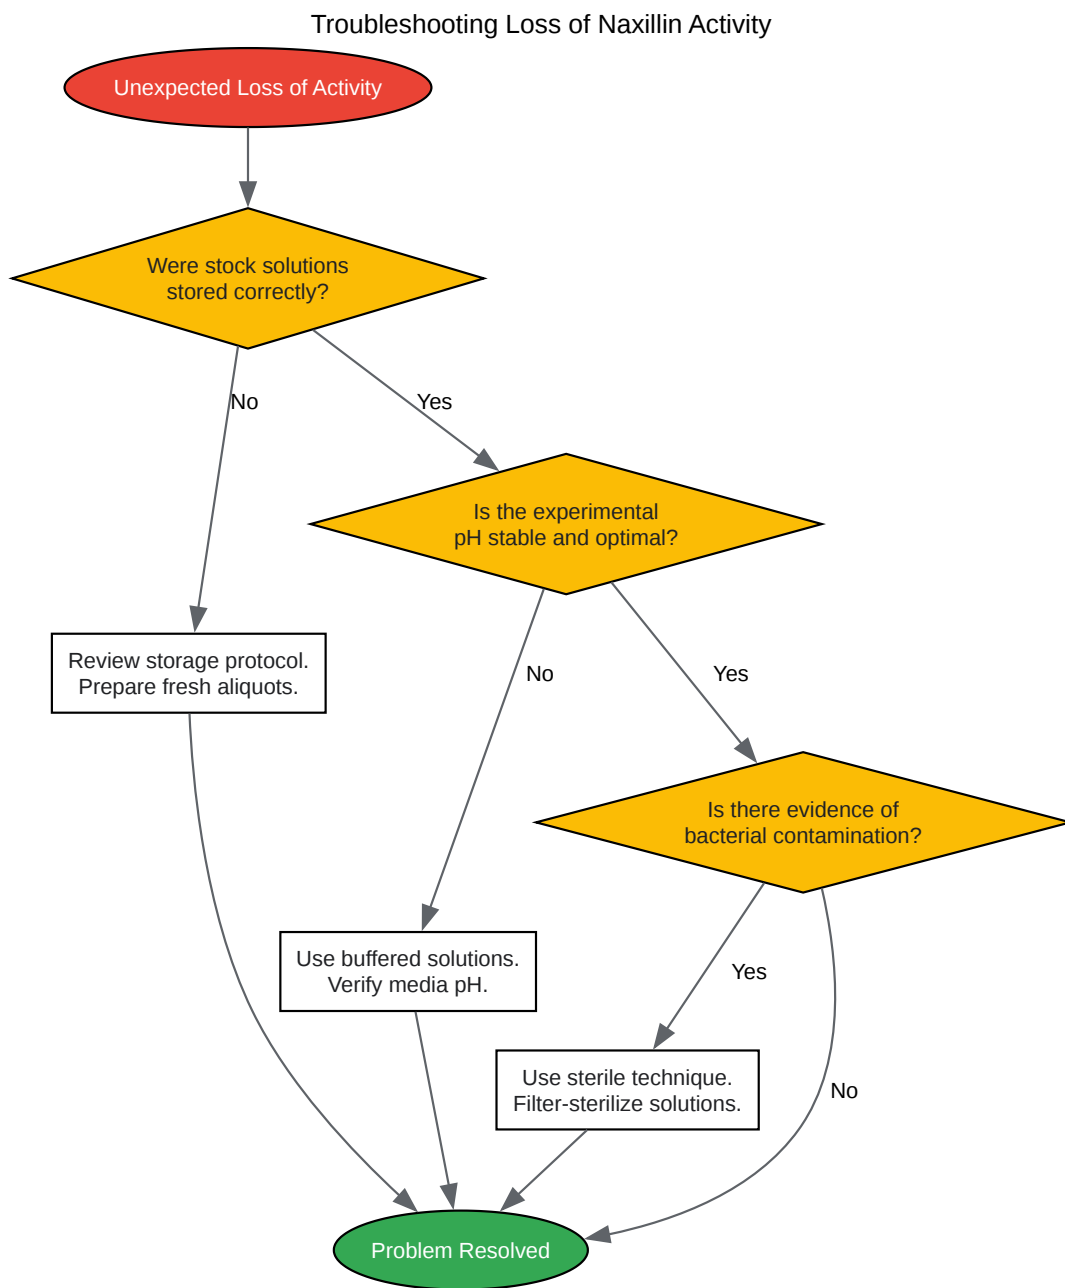 Troubleshooting Loss of Naxillin Activity
Unexpected Loss of Activity
Were stock solutions
stored correctly?
No
Yes
Is the experimental
pH stable and optimal?
Review storage protocol.
Prepare fresh aliquots.
No
Yes
Is there evidence of
bacterial contamination?
Use buffered solutions.
Verify media pH.
Yes
Use sterile technique.
Filter-sterilize solutions.
No
Problem Resolved